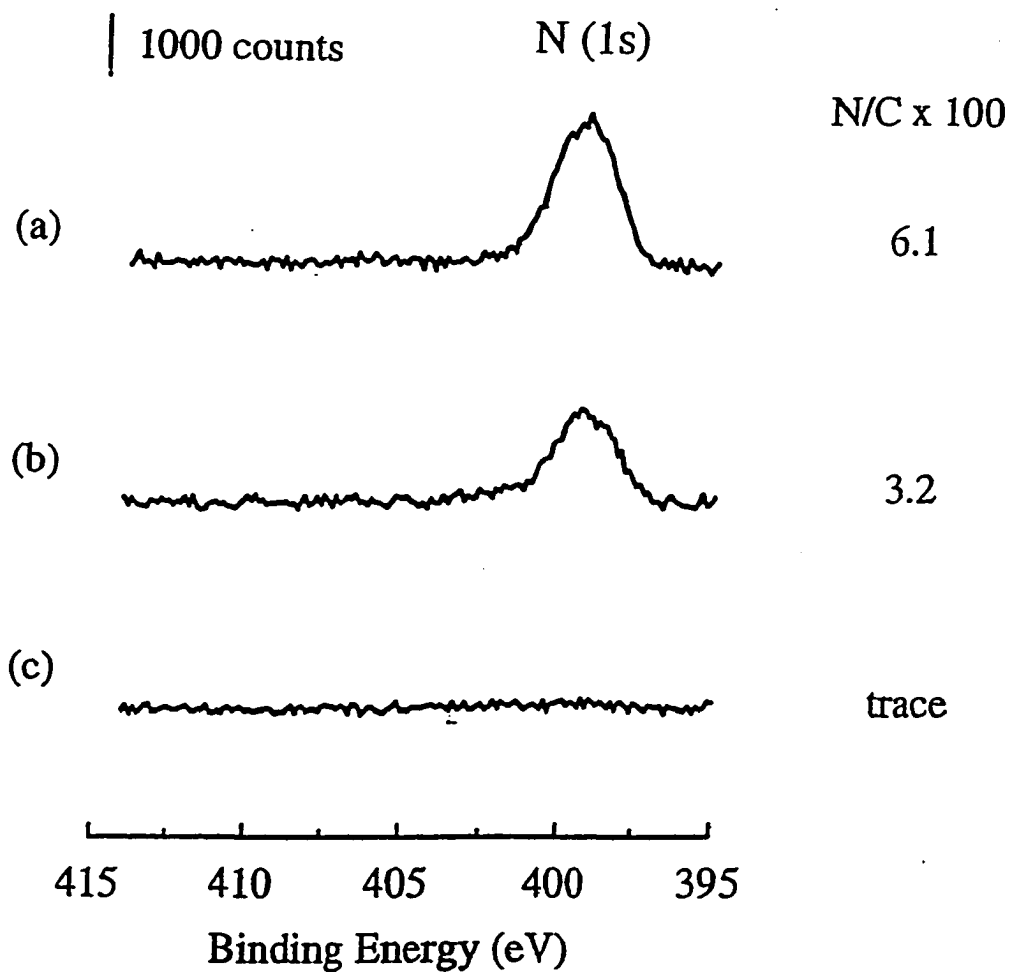 1000 counts
N (1s)
N/C x 100
(a)
6.1
(b)
3.2
(c)
trace
415 410 405 400 395
Binding Energy (eV)